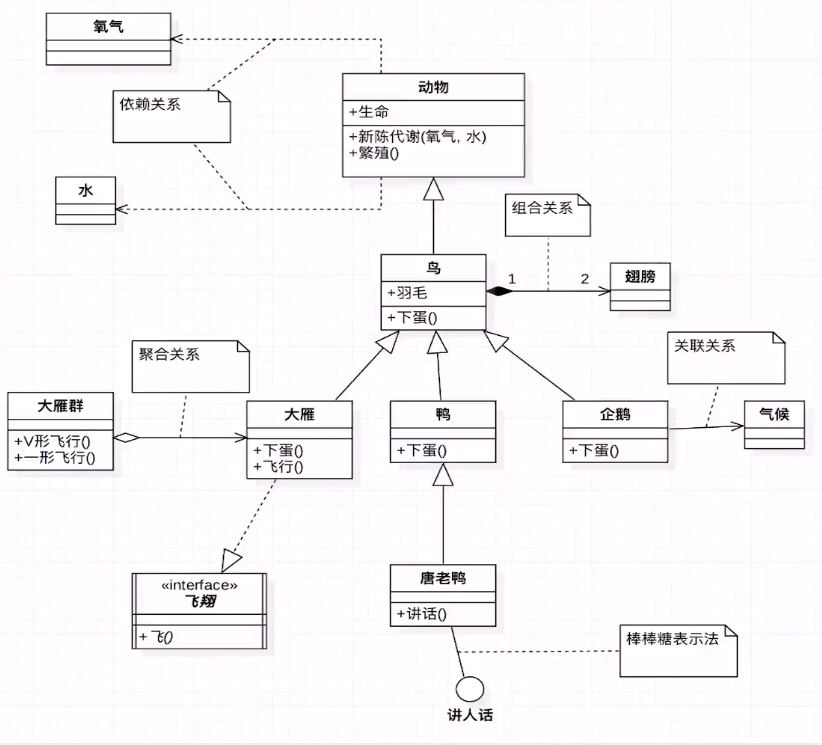 氧气
动物
+生命
+新陈代谢(氧气, 水)
+繁殖()
依赖关系
水
组合关系
鸟
+羽毛
+下蛋()
1
2
翅膀
聚合关系
关联关系
大雁群
+V形飞行()
+一形飞行()
大雁
+下蛋()
+飞行()
鸭
+下蛋()
企鹅
+下蛋()
气候
«interface»
飞翔
+飞()
唐老鸭
+讲话()
棒棒糖表示法
讲人话